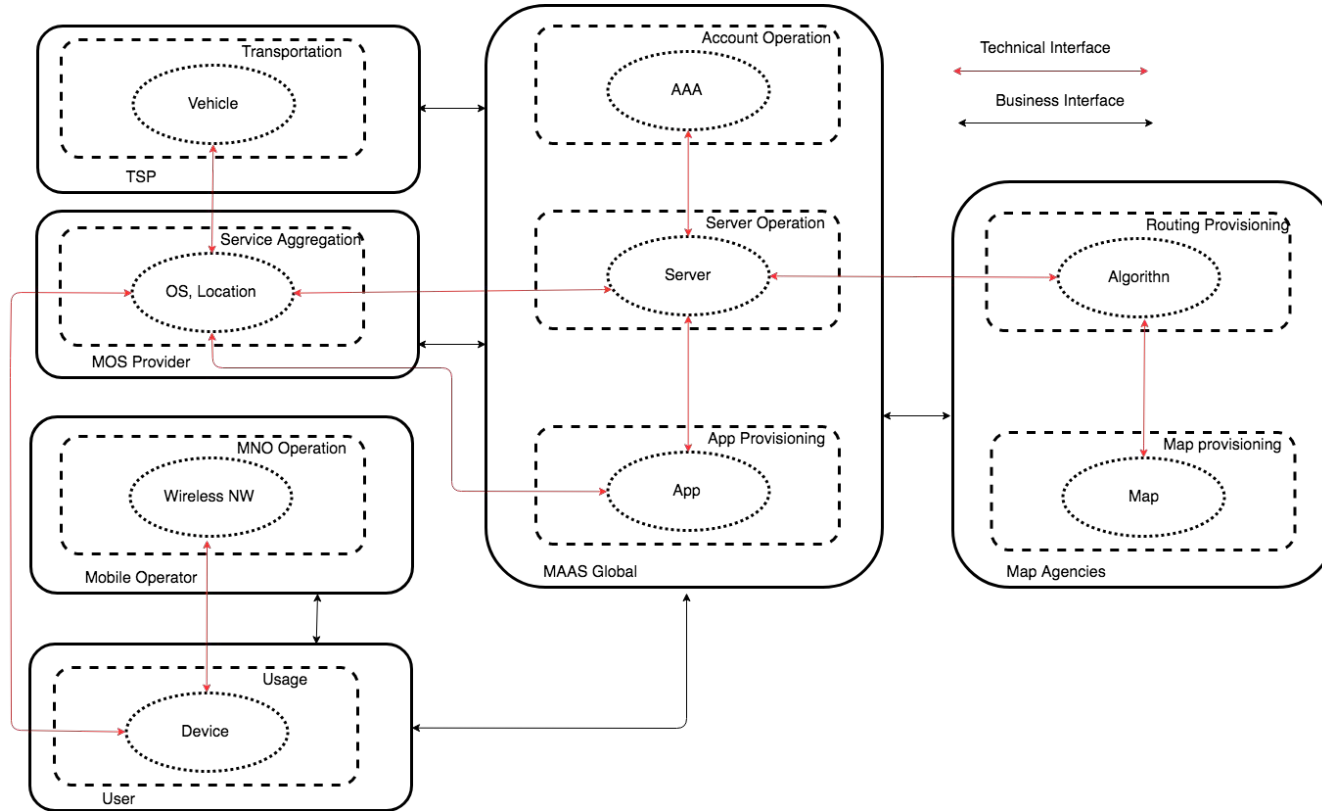 Transportation
Vehicle
TSP
Service Aggregation
OS, Location
MOS Provider
MNO Operation
Wireless NW
Mobile Operator
Usage
Device
User
Account Operation
AAA
Server Operation
Server
App Provisioning
App
MAAS Global
Technical Interface
Business Interface
Routing Provisioning
Algorithn
Map provisioning
Map
Map Agencies